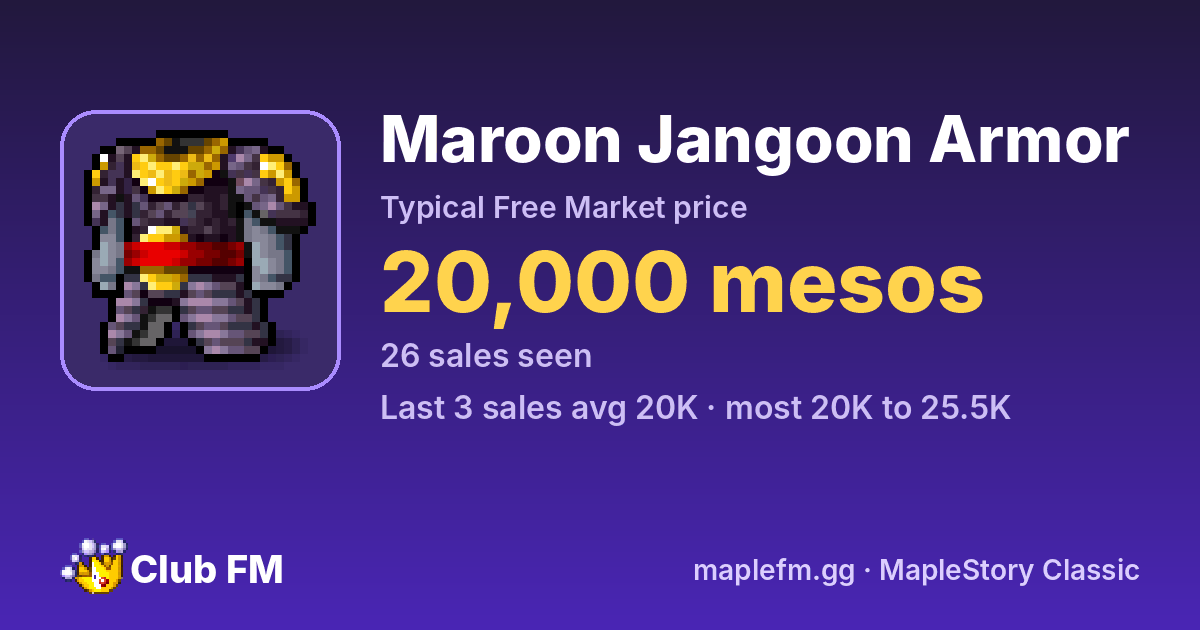 Maroon Jangoon Armor
Typical Free Market price
20,000 mesos
26 sales seen
Last 3 sales avg 20K · most 20K to 25.5K
Club FM
maplefm.gg · MapleStory Classic